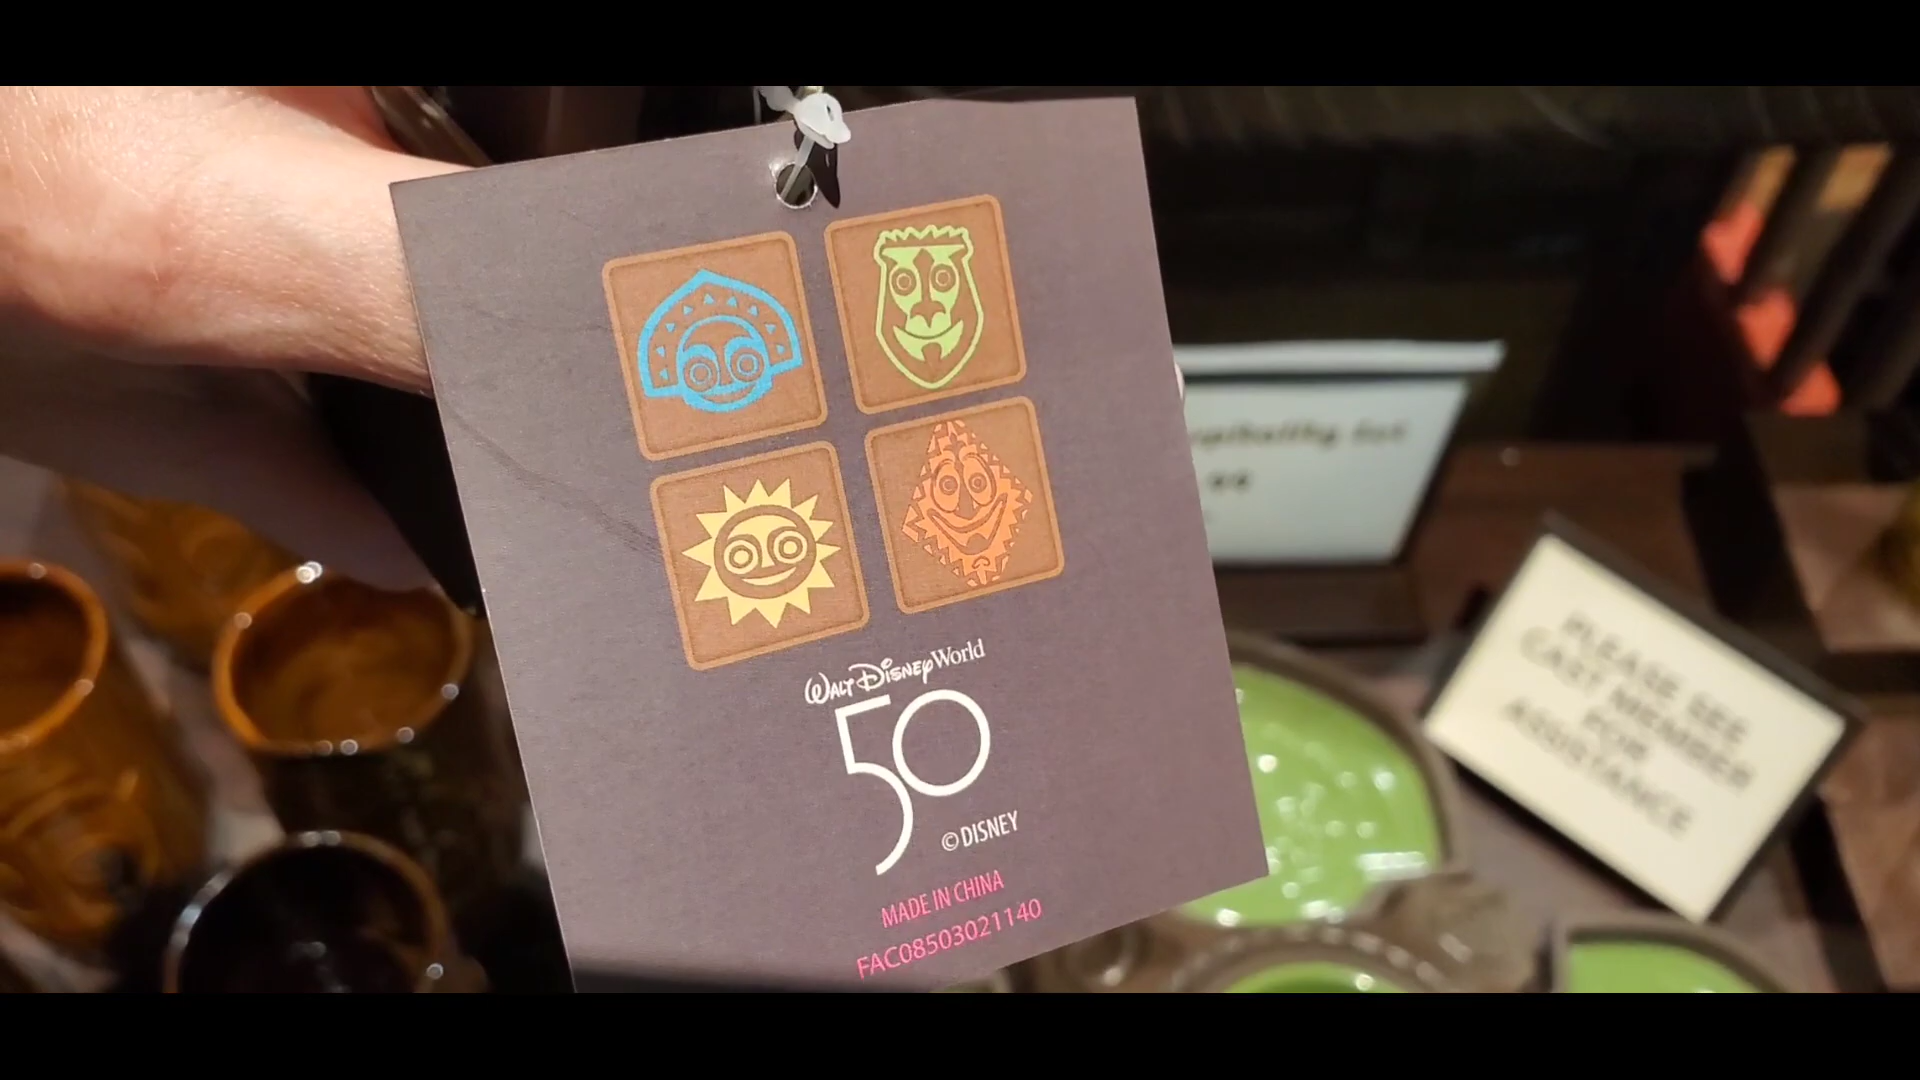 WALT DISNEY World
50
© DISNEY
MADE IN CHINA
FAC08503021140
PLEASE SEE
CAST MEMBER
FOR
ASSISTANCE